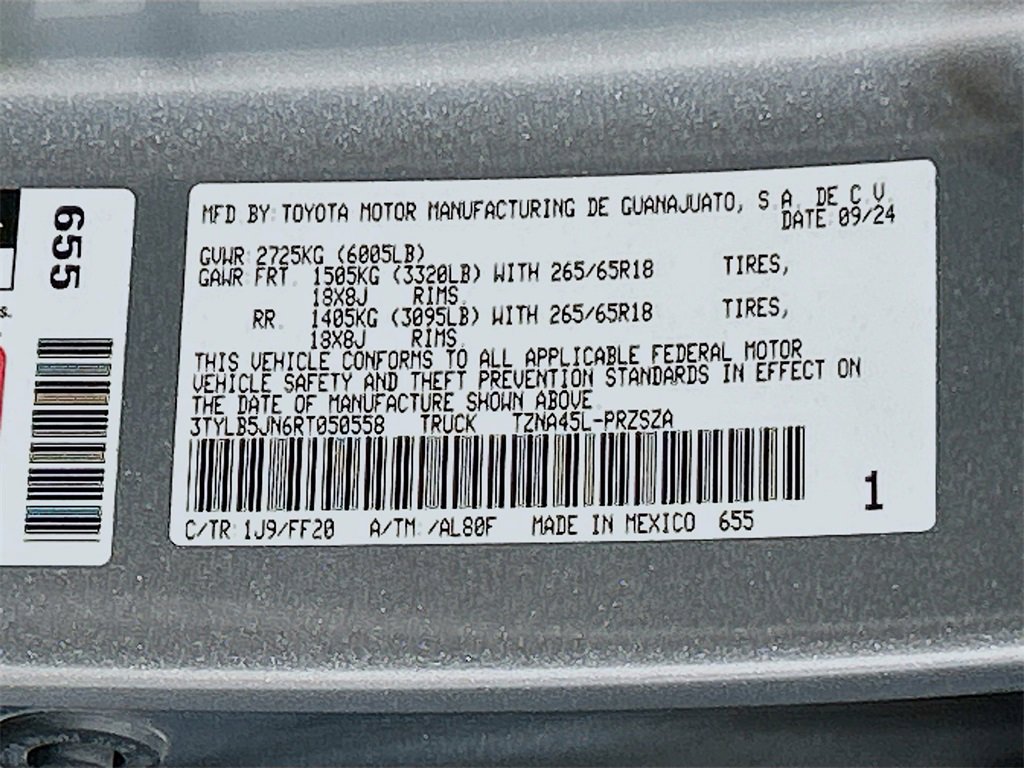 MFD BY: TOYOTA MOTOR MANUFACTURING DE GUANAJUATO, S.A. DE C.V.
DATE 09/24
GVWR 2725KG (6005LB)
GAWR FRT. 1505KG (3320LB) WITH 265/65R18 TIRES,
18X8J RIMS.
RR. 1405KG (3095LB) WITH 265/65R18 TIRES,
18X8J RIMS.
THIS VEHICLE CONFORMS TO ALL APPLICABLE FEDERAL MOTOR
VEHICLE SAFETY AND THEFT PREVENTION STANDARDS IN EFFECT ON
THE DATE OF MANUFACTURE SHOWN ABOVE.
3TYLB5JN6RT050558 TRUCK TZNA45L-PRZSZA
C/TR: 1J9/FF20 A/TM: /AL80F MADE IN MEXICO 655
1
655
s.